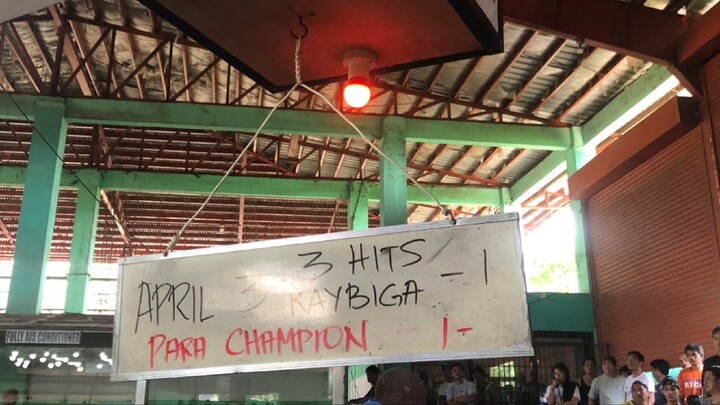 3 HITS
APRIL 3 KAYBIGA - 1
PARA CHAMPION - 1 -
FULLY AIR CONDITIONED